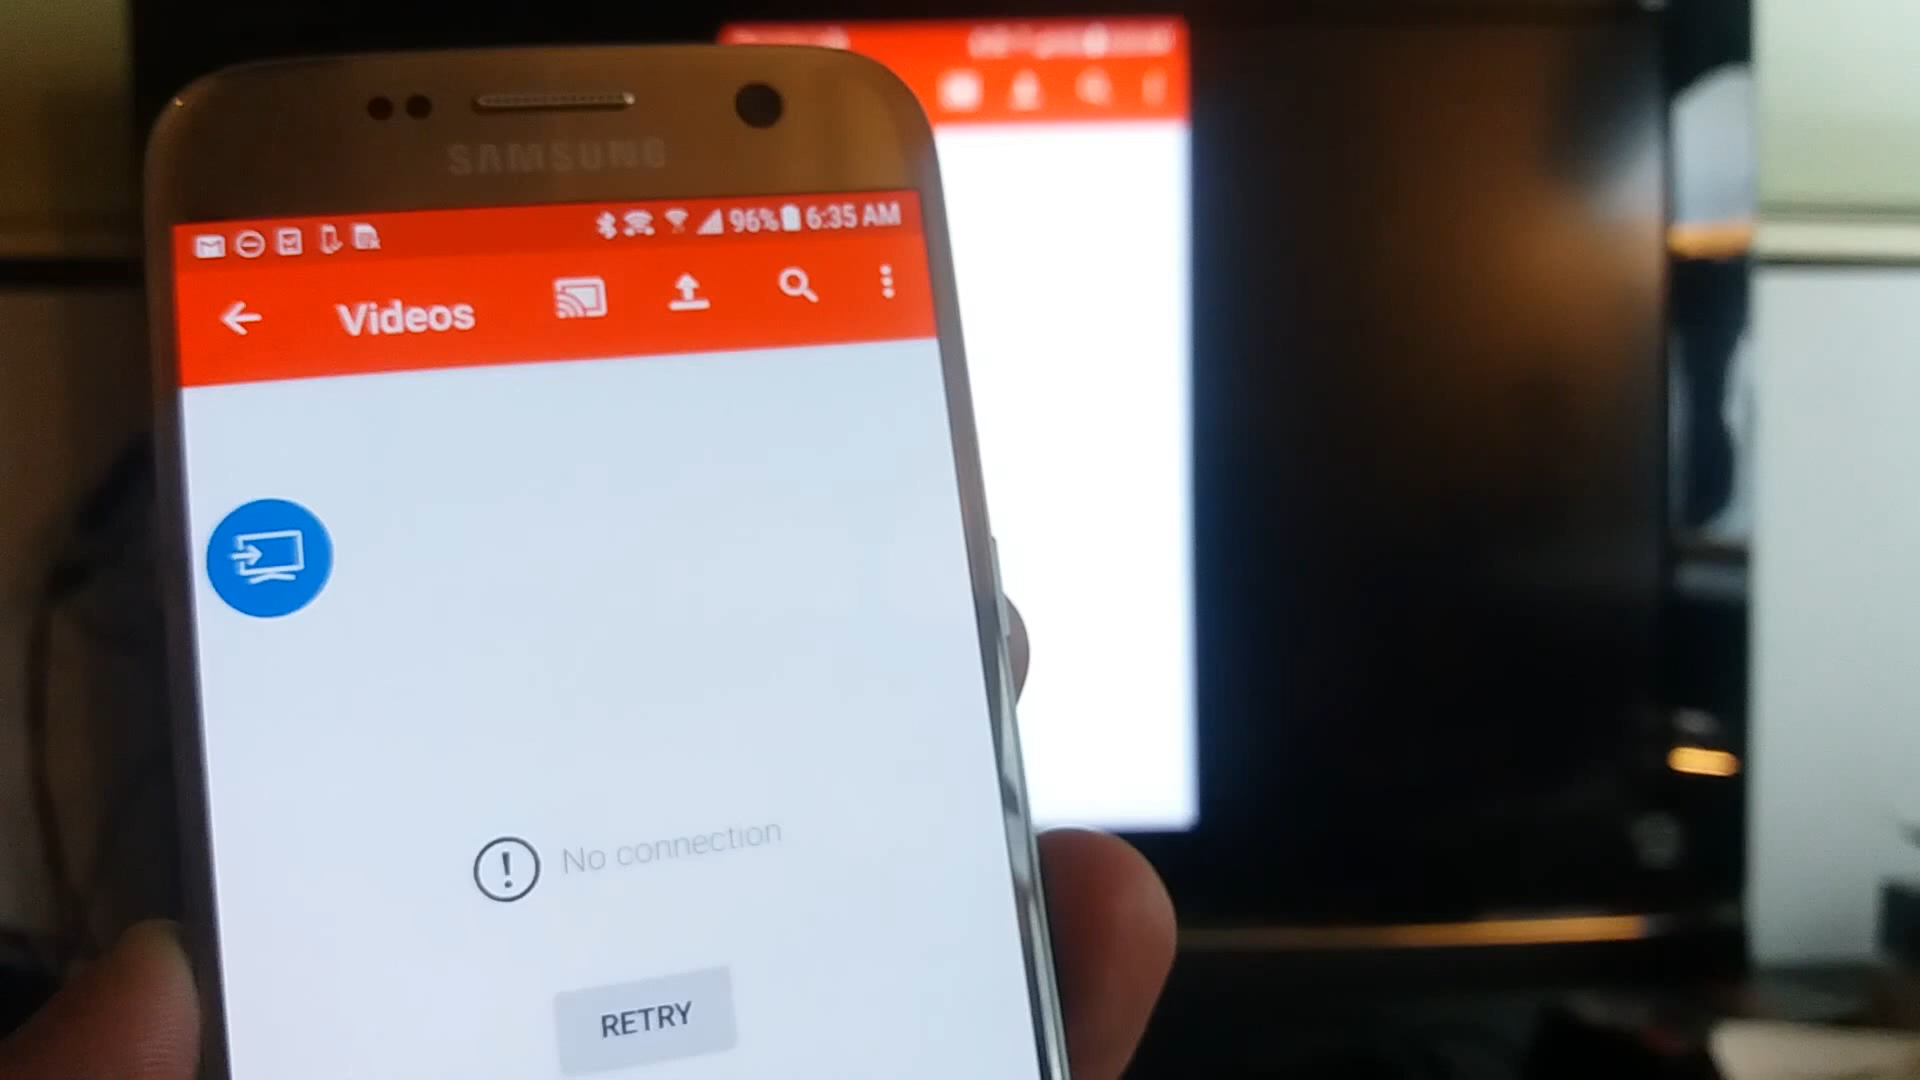 SAMSUNG
96% 6:35 AM
Videos
No connection
RETRY